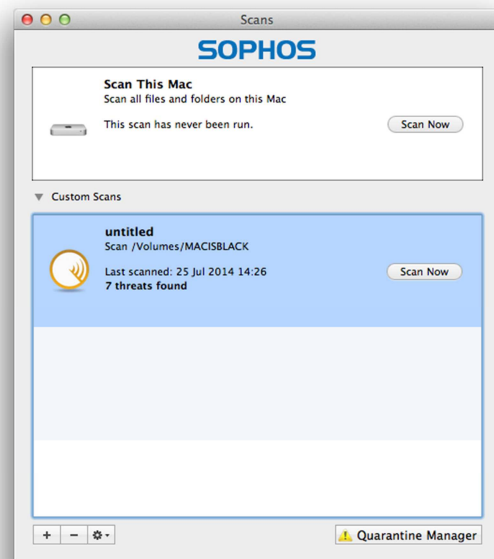 Scans
SOPHOS
Scan This Mac
Scan all files and folders on this Mac
This scan has never been run.
Scan Now
Custom Scans
untitled
Scan /Volumes/MACISBLACK
Last scanned: 25 Jul 2014 14:26
Scan Now
7 threats found
Quarantine Manager